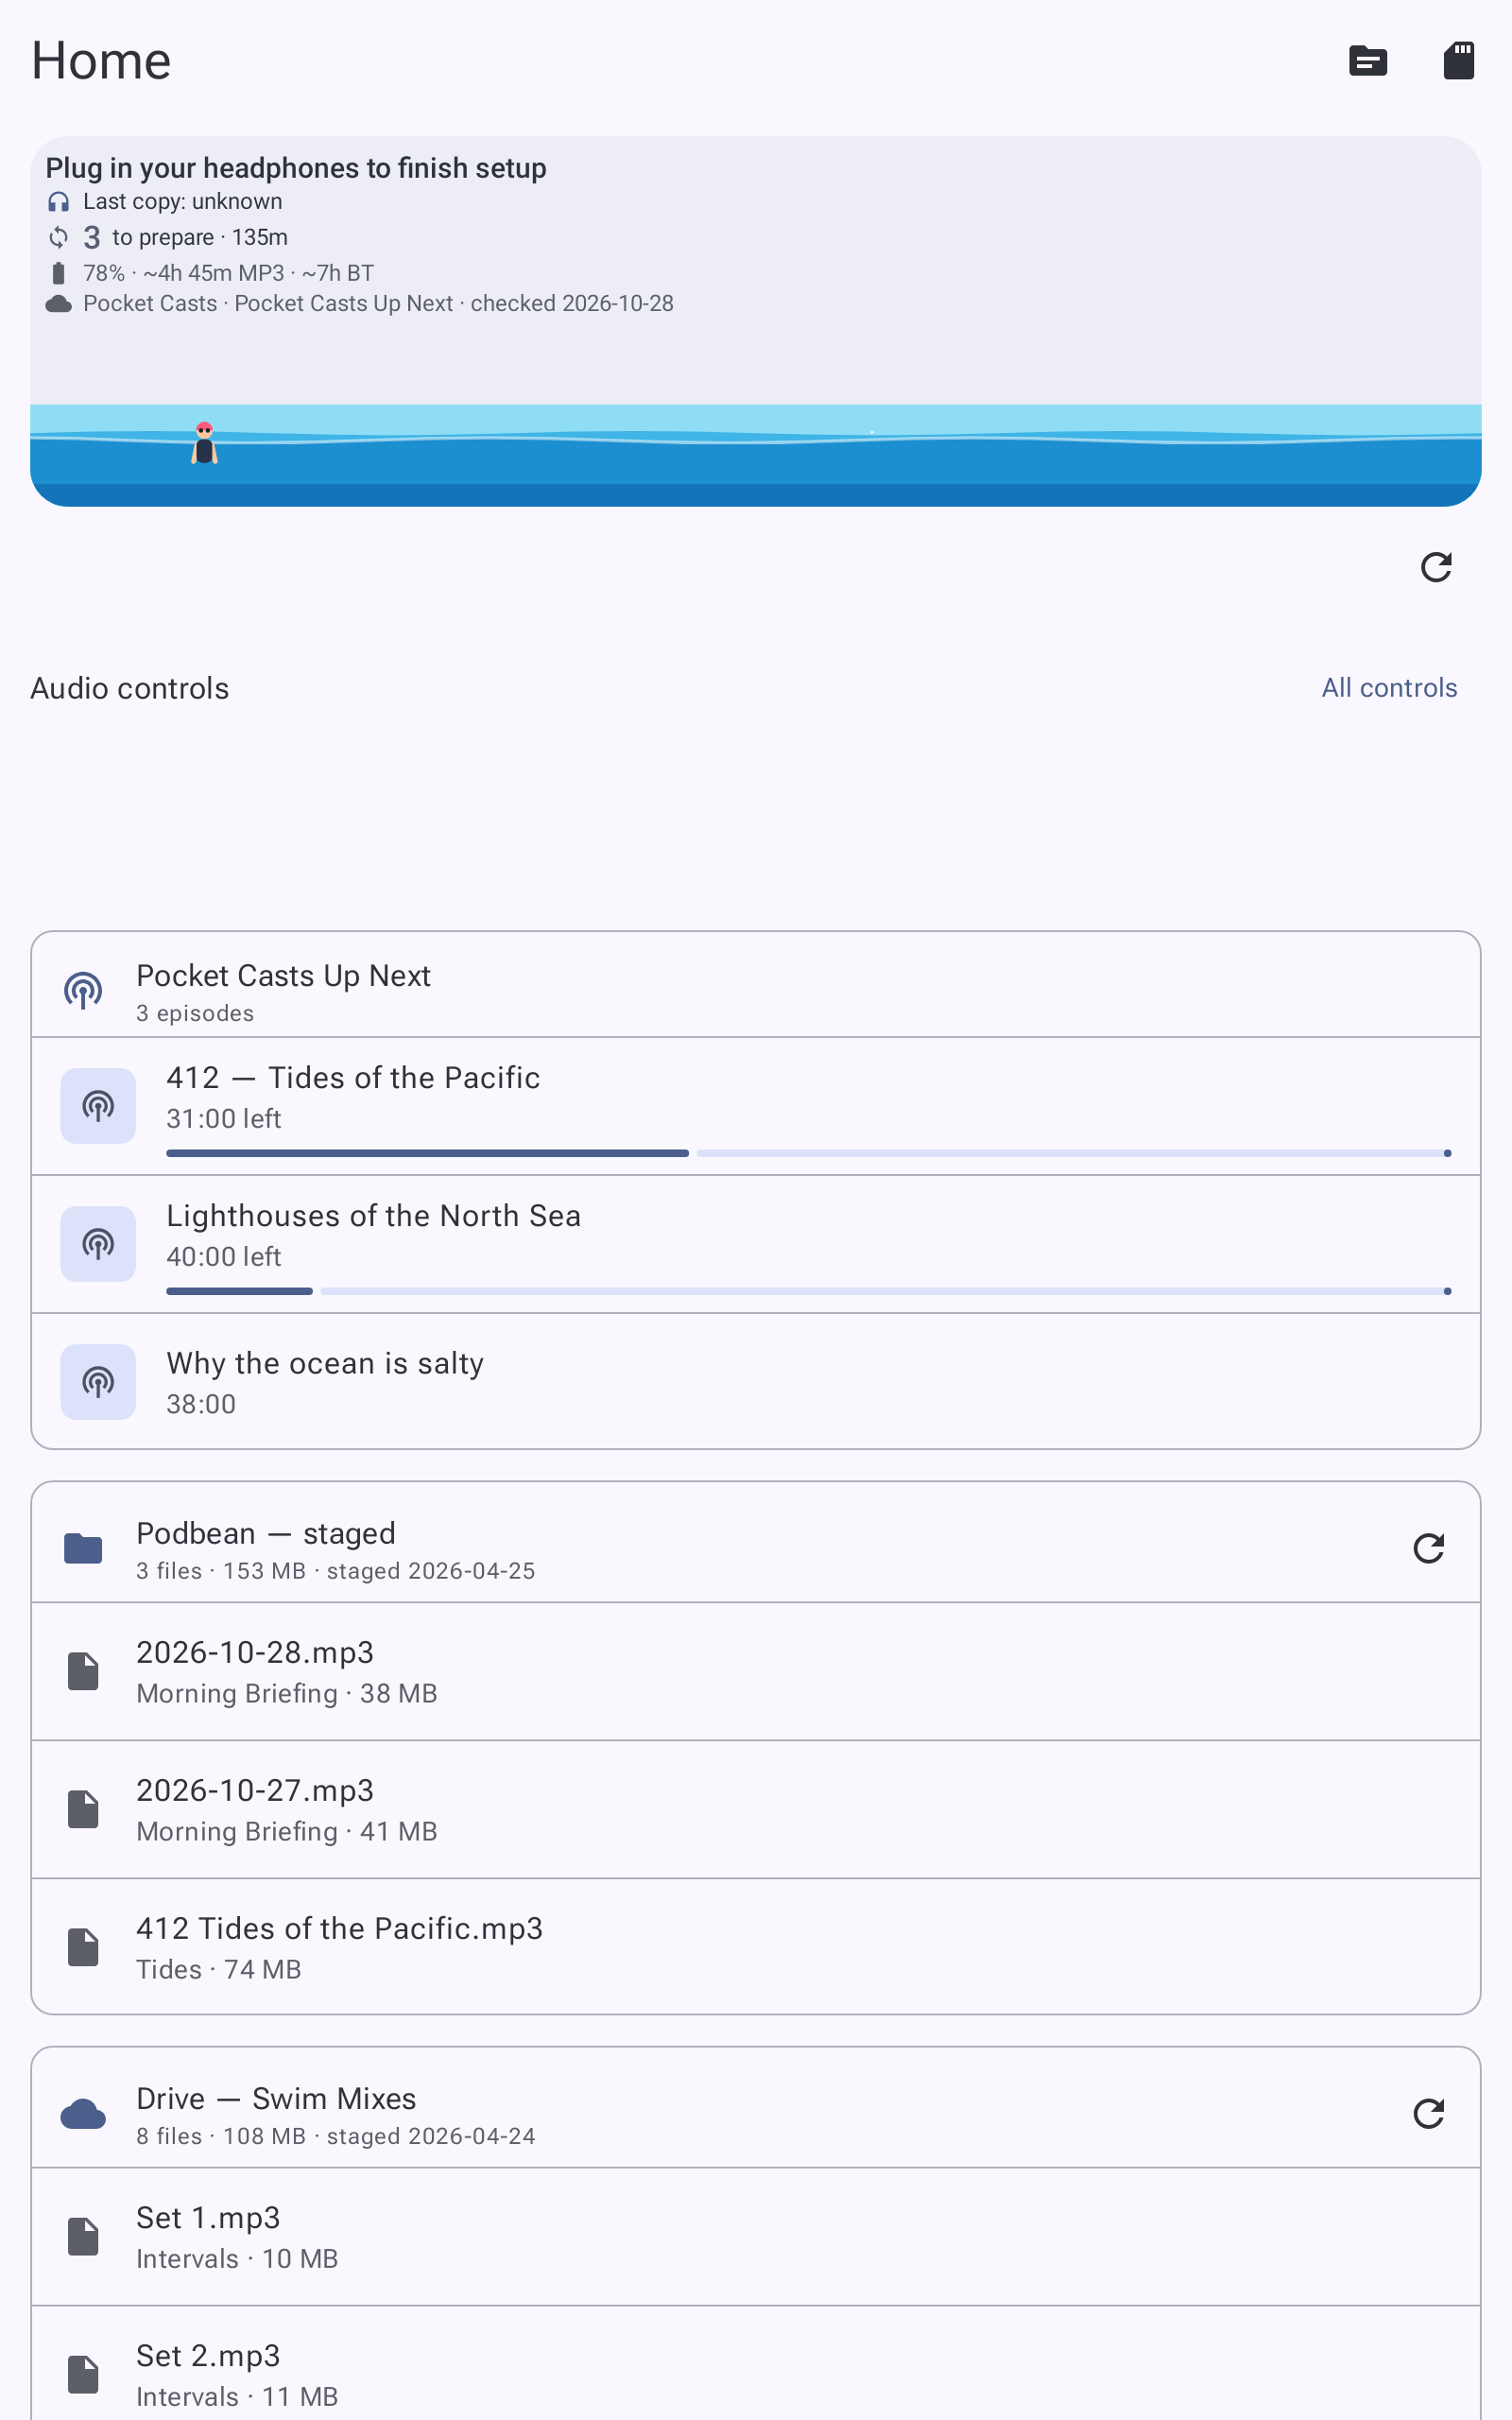 Home
Plug in your headphones to finish setup
Last copy: unknown
3 to prepare · 135m
78% · ~4h 45m MP3 · ~7h BT
Pocket Casts · Pocket Casts Up Next · checked 2026-10-28
Audio controls
All controls
Pocket Casts Up Next
3 episodes
412 — Tides of the Pacific
31:00 left
Lighthouses of the North Sea
40:00 left
Why the ocean is salty
38:00
Podbean — staged
3 files · 153 MB · staged 2026-04-25
2026-10-28.mp3
Morning Briefing · 38 MB
2026-10-27.mp3
Morning Briefing · 41 MB
412 Tides of the Pacific.mp3
Tides · 74 MB
Drive — Swim Mixes
8 files · 108 MB · staged 2026-04-24
Set 1.mp3
Intervals · 10 MB
Set 2.mp3
Intervals · 11 MB